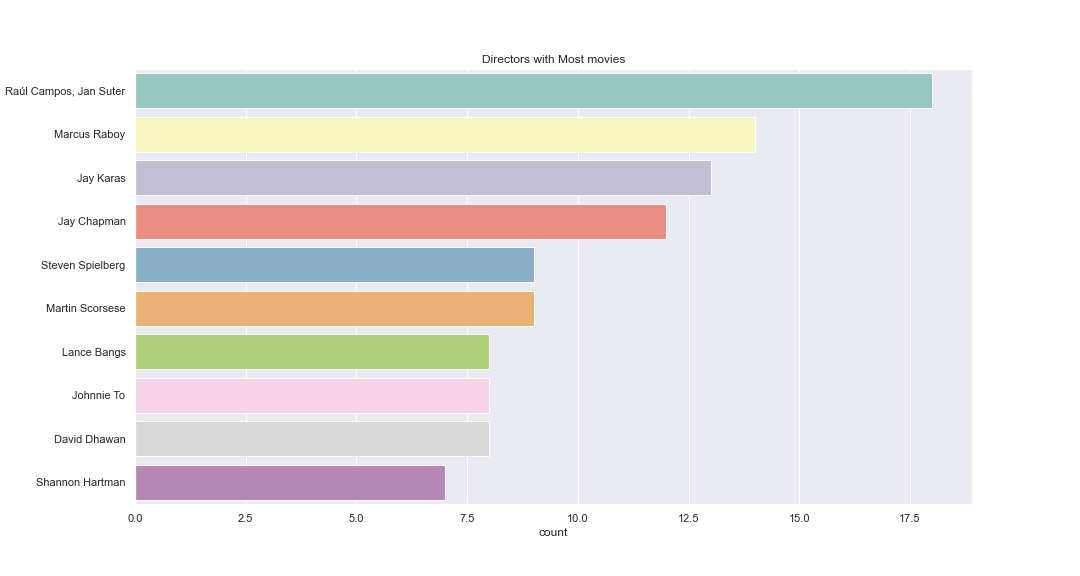 Directors with Most movies
Raúl Campos, Jan Suter
Marcus Raboy
Jay Karas
Jay Chapman
Steven Spielberg
Martin Scorsese
Lance Bangs
Johnnie To
David Dhawan
Shannon Hartman
0.0 2.5 5.0 7.5 10.0 12.5 15.0 17.5
count